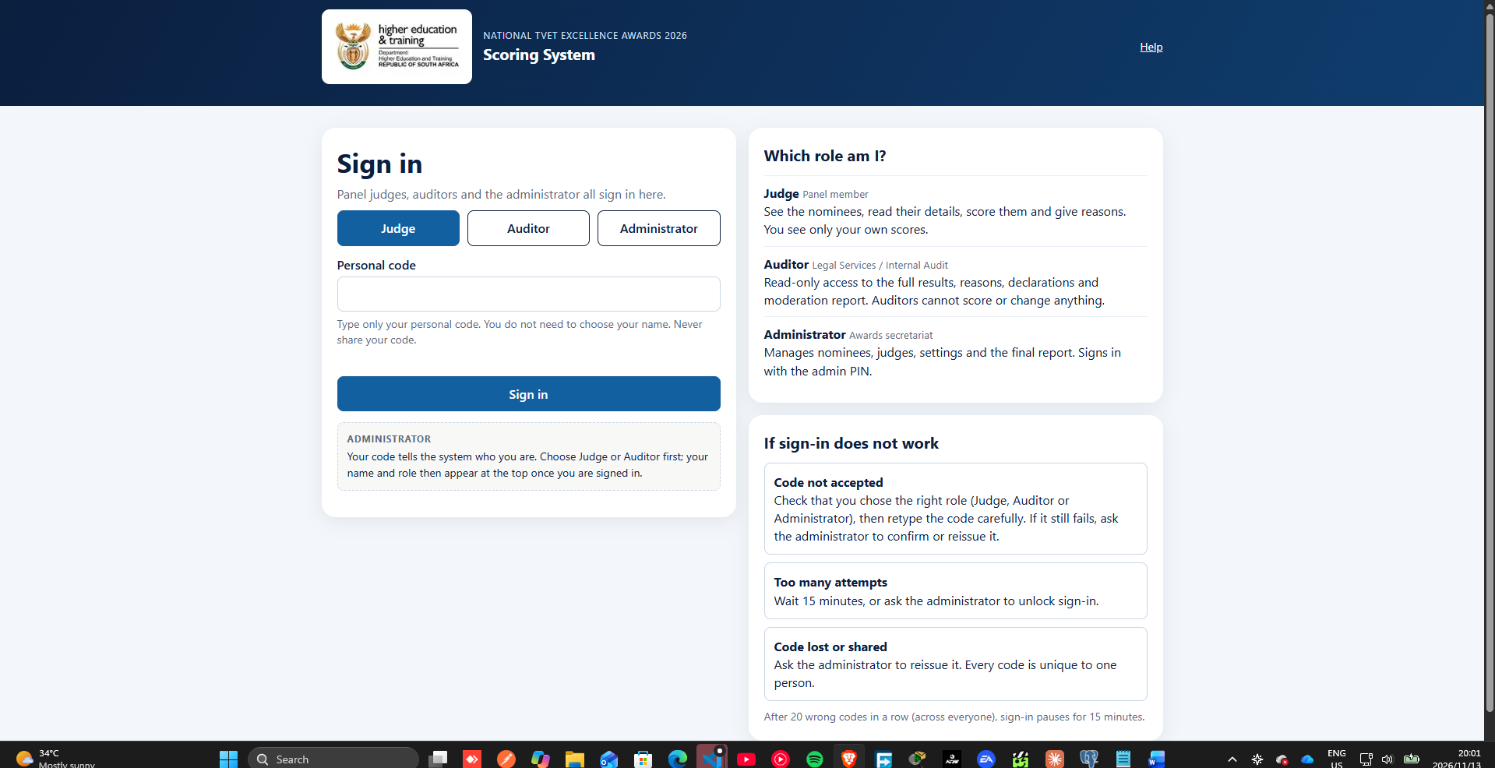 higher education
& training
Department:
Higher Education and Training
REPUBLIC OF SOUTH AFRICA
NATIONAL TVET EXCELLENCE AWARDS 2026
Scoring System
Help
Sign in
Panel judges, auditors and the administrator all sign in here.
Judge
Auditor
Administrator
Personal code
Type only your personal code. You do not need to choose your name. Never
share your code.
Sign in
ADMINISTRATOR
Your code tells the system who you are. Choose Judge or Auditor first; your
name and role then appear at the top once you are signed in.
Which role am I?
Judge Panel member
See the nominees, read their details, score them and give reasons.
You see only your own scores.
Auditor Legal Services / Internal Audit
Read-only access to the full results, reasons, declarations and
moderation report. Auditors cannot score or change anything.
Administrator Awards secretariat
Manages nominees, judges, settings and the final report. Signs in
with the admin PIN.
If sign-in does not work
Code not accepted
Check that you chose the right role (Judge, Auditor or
Administrator), then retype the code carefully. If it still fails, ask
the administrator to confirm or reissue it.
Too many attempts
Wait 15 minutes, or ask the administrator to unlock sign-in.
Code lost or shared
Ask the administrator to reissue it. Every code is unique to one
person.
After 20 wrong codes in a row (across everyone), sign-in pauses for 15 minutes.
34°C
Mostly sunny
Search
EA
ENG
US
20:01
2026/11/13